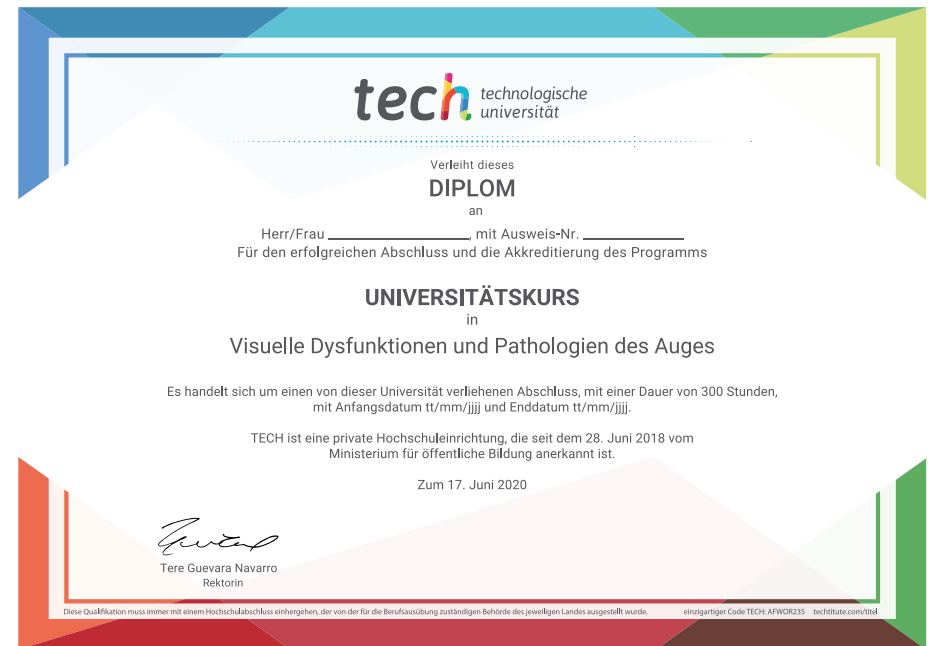 tech technologische
universität
Verleiht dieses
DIPLOM
an
Herr/Frau ____________________, mit Ausweis-Nr. ______________
Für den erfolgreichen Abschluss und die Akkreditierung des Programms
UNIVERSITÄTSKURS
in
Visuelle Dysfunktionen und Pathologien des Auges
Es handelt sich um einen von dieser Universität verliehenen Abschluss, mit einer Dauer von 300 Stunden,
mit Anfangsdatum tt/mm/jjjj und Enddatum tt/mm/jjjj.
TECH ist eine private Hochschuleinrichtung, die seit dem 28. Juni 2018 vom
Ministerium für öffentliche Bildung anerkannt ist.
Zum 17. Juni 2020
Tere Guevara Navarro
Rektorin
Diese Qualifikation muss immer mit einem Hochschulabschluss einhergehen, der von der für die Berufsausübung zuständigen Behörde des jeweiligen Landes ausgestellt wurde. einzigartiger Code TECH: AFWOR23S techtitute.com/titel